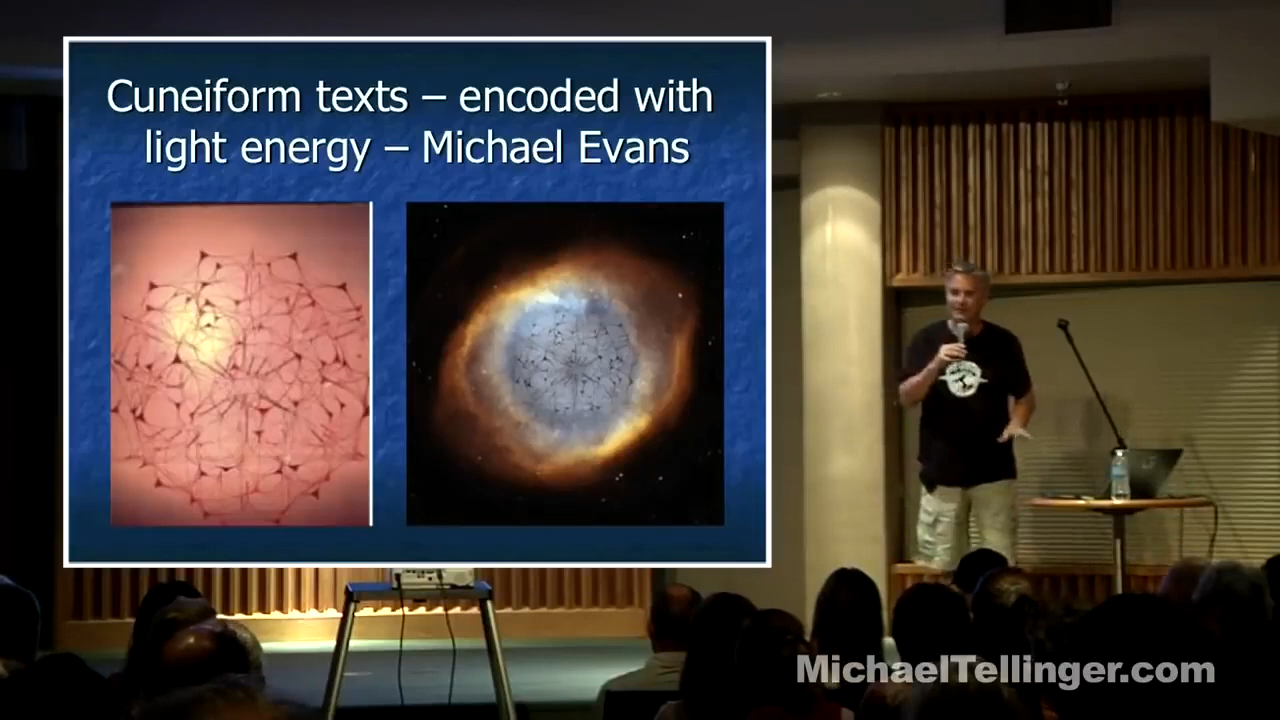 Cuneiform texts – encoded with
light energy – Michael Evans
MichaelTellinger.com